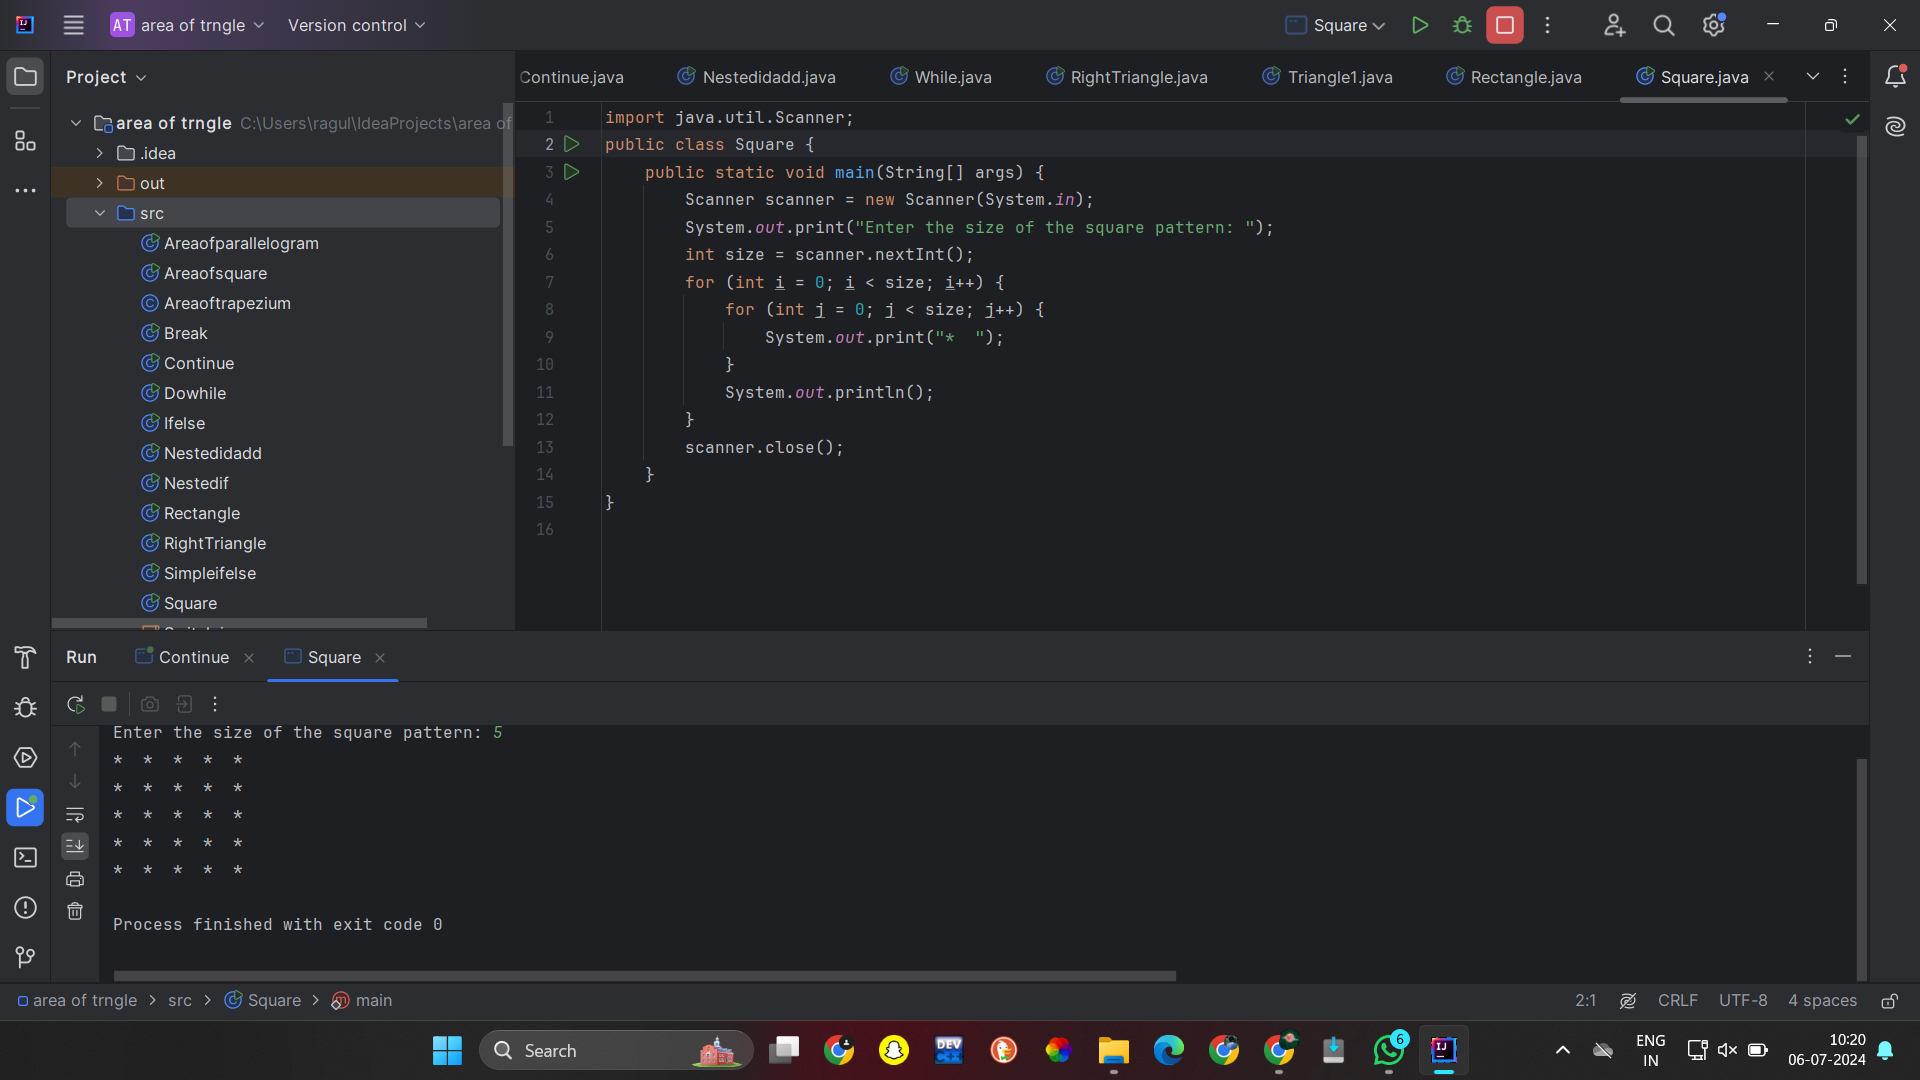 AT area of trngle Version control Square
Project
Continue.java Nestedidadd.java While.java RightTriangle.java Triangle1.java Rectangle.java Square.java
area of trngle C:\Users\ragul\IdeaProjects\area of
.idea
out
src
Areaofparallelogram
Areaofsquare
Areaoftrapezium
Break
Continue
Dowhile
Ifelse
Nestedidadd
Nestedif
Rectangle
RightTriangle
Simpleifelse
Square
1 import java.util.Scanner;
2 public class Square {
3 public static void main(String[] args) {
4 Scanner scanner = new Scanner(System.in);
5 System.out.print("Enter the size of the square pattern: ");
6 int size = scanner.nextInt();
7 for (int i = 0; i < size; i++) {
8 for (int j = 0; j < size; j++) {
9 System.out.print("*  ");
10 }
11 System.out.println();
12 }
13 scanner.close();
14 }
15 }
16
Run Continue Square
Enter the size of the square pattern: 5
*  *  *  *  *
*  *  *  *  *
*  *  *  *  *
*  *  *  *  *
*  *  *  *  *
Process finished with exit code 0
area of trngle > src > Square > main 2:1 CRLF UTF-8 4 spaces
Search DEV 6 IJ ENG IN 10:20
06-07-2024